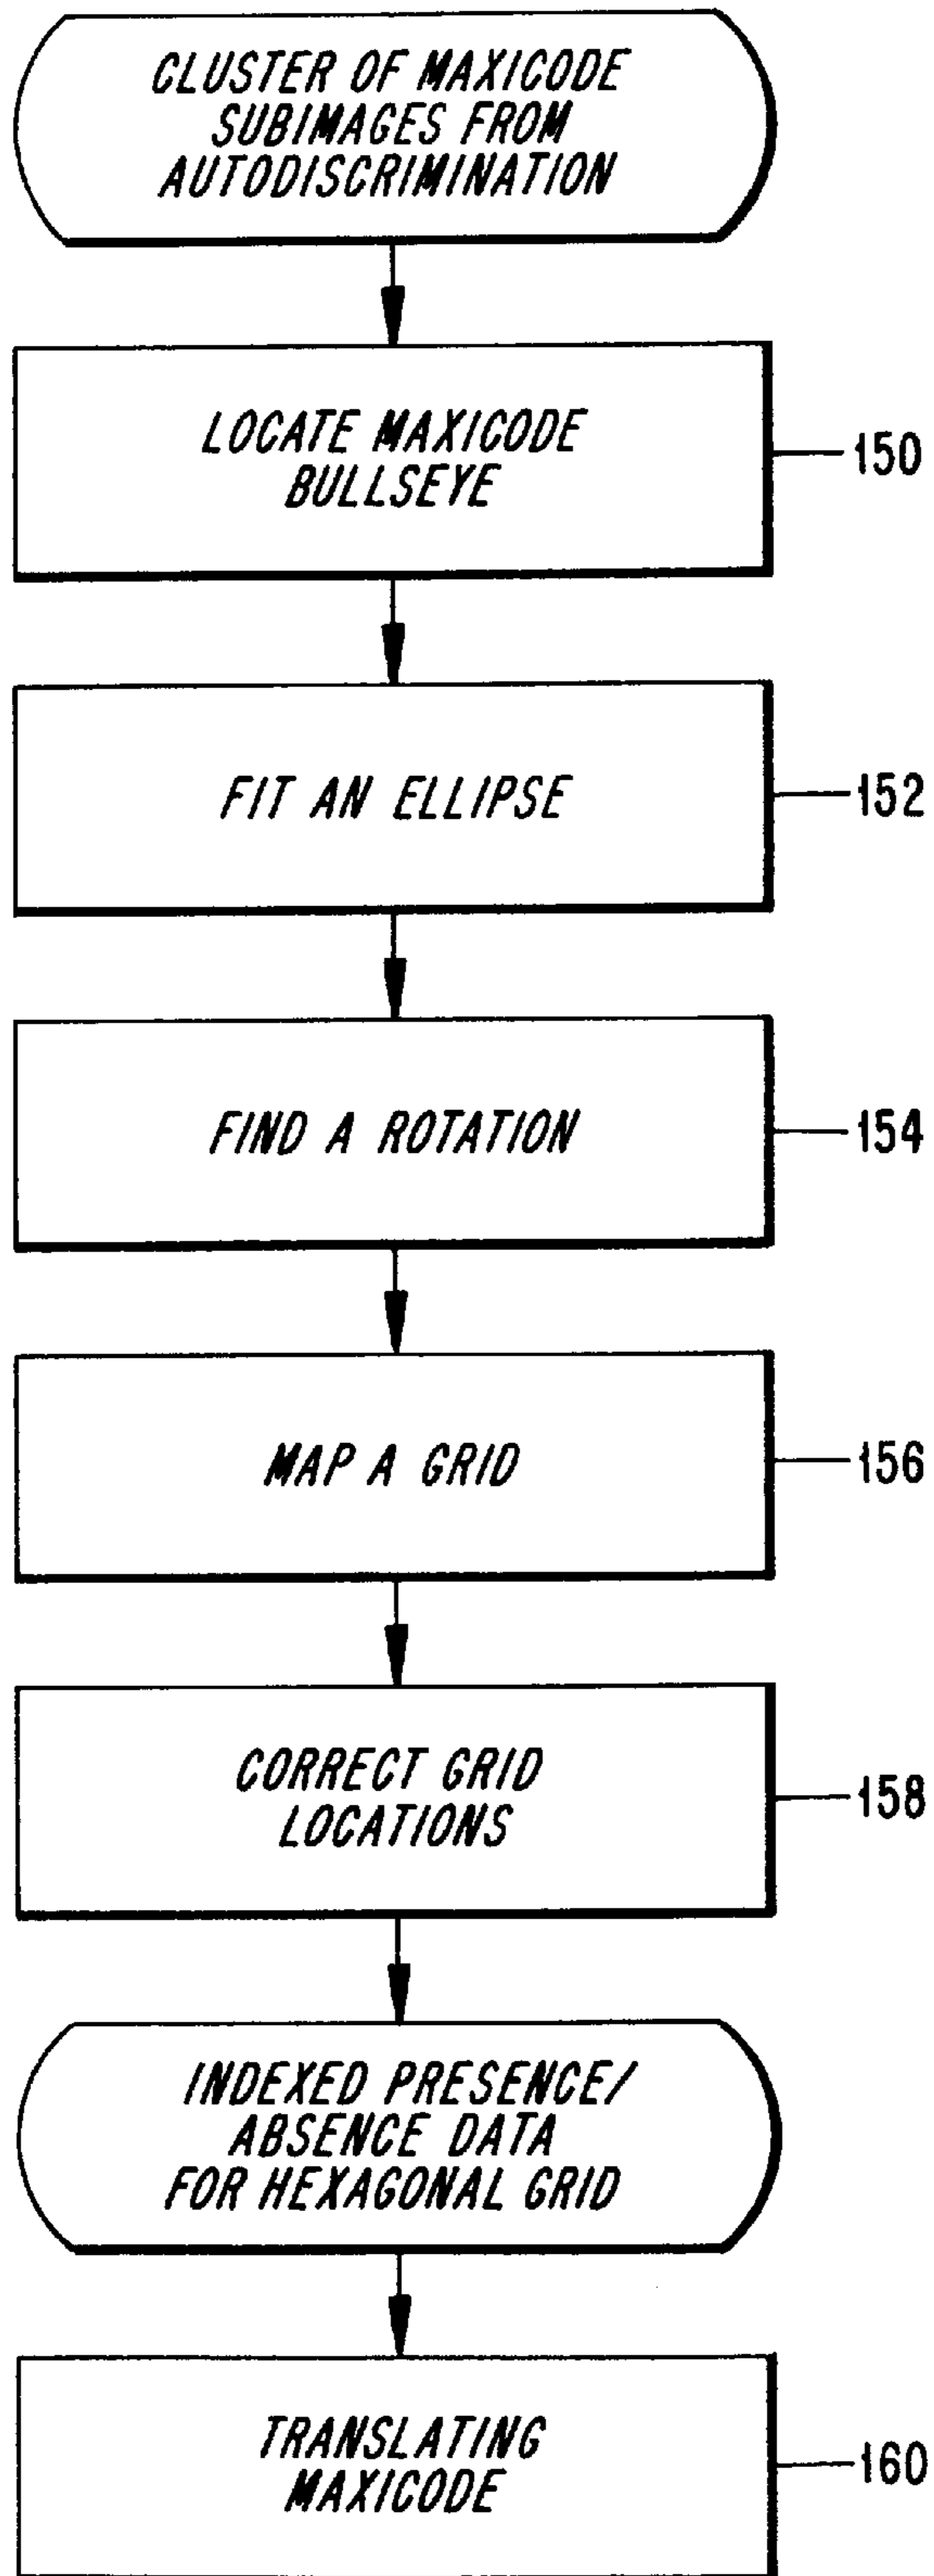 CLUSTER OF MAXICODE
SUBIMAGES FROM
AUTODISCRIMINATION
LOCATE MAXICODE
BULLSEYE
150
FIT AN ELLIPSE
152
FIND A ROTATION
154
MAP A GRID
156
CORRECT GRID
LOCATIONS
158
INDEXED PRESENCE/
ABSENCE DATA
FOR HEXAGONAL GRID
TRANSLATING
MAXICODE
160